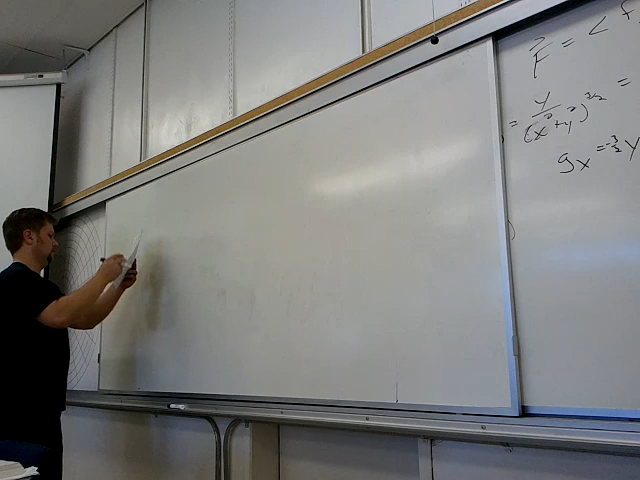 F⃗ = <
= y/(x²+y²)^3/2 =
gx = -3/2 y